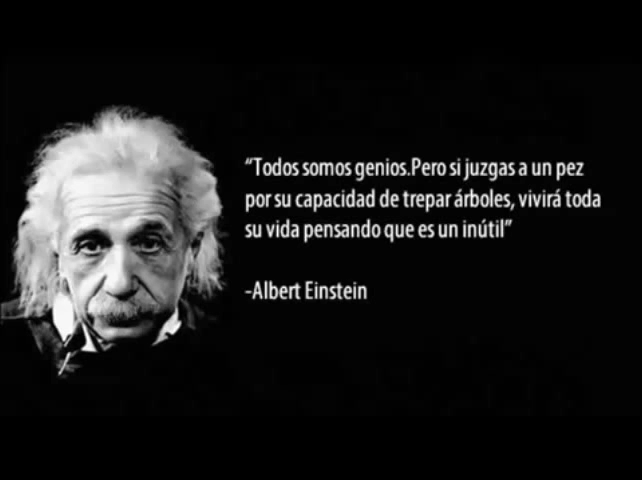 “Todos somos genios.Pero si juzgas a un pez
por su capacidad de trepar árboles, vivirá toda
su vida pensando que es un inútil”
-Albert Einstein